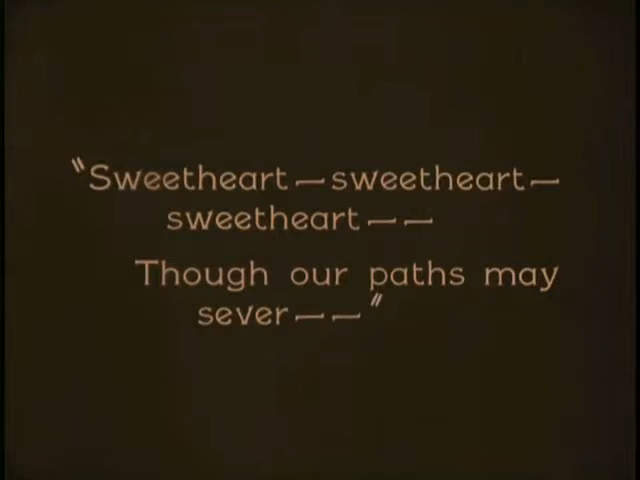 "Sweetheart — sweetheart —
sweetheart — —
Though our paths may
sever — —"